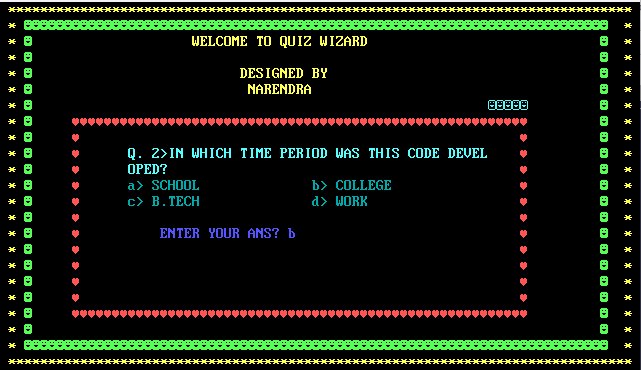 WELCOME TO QUIZ WIZARD
DESIGNED BY
NARENDRA
Q. 2>IN WHICH TIME PERIOD WAS THIS CODE DEVEL
OPED?
a> SCHOOL b> COLLEGE
c> B.TECH d> WORK
ENTER YOUR ANS? b